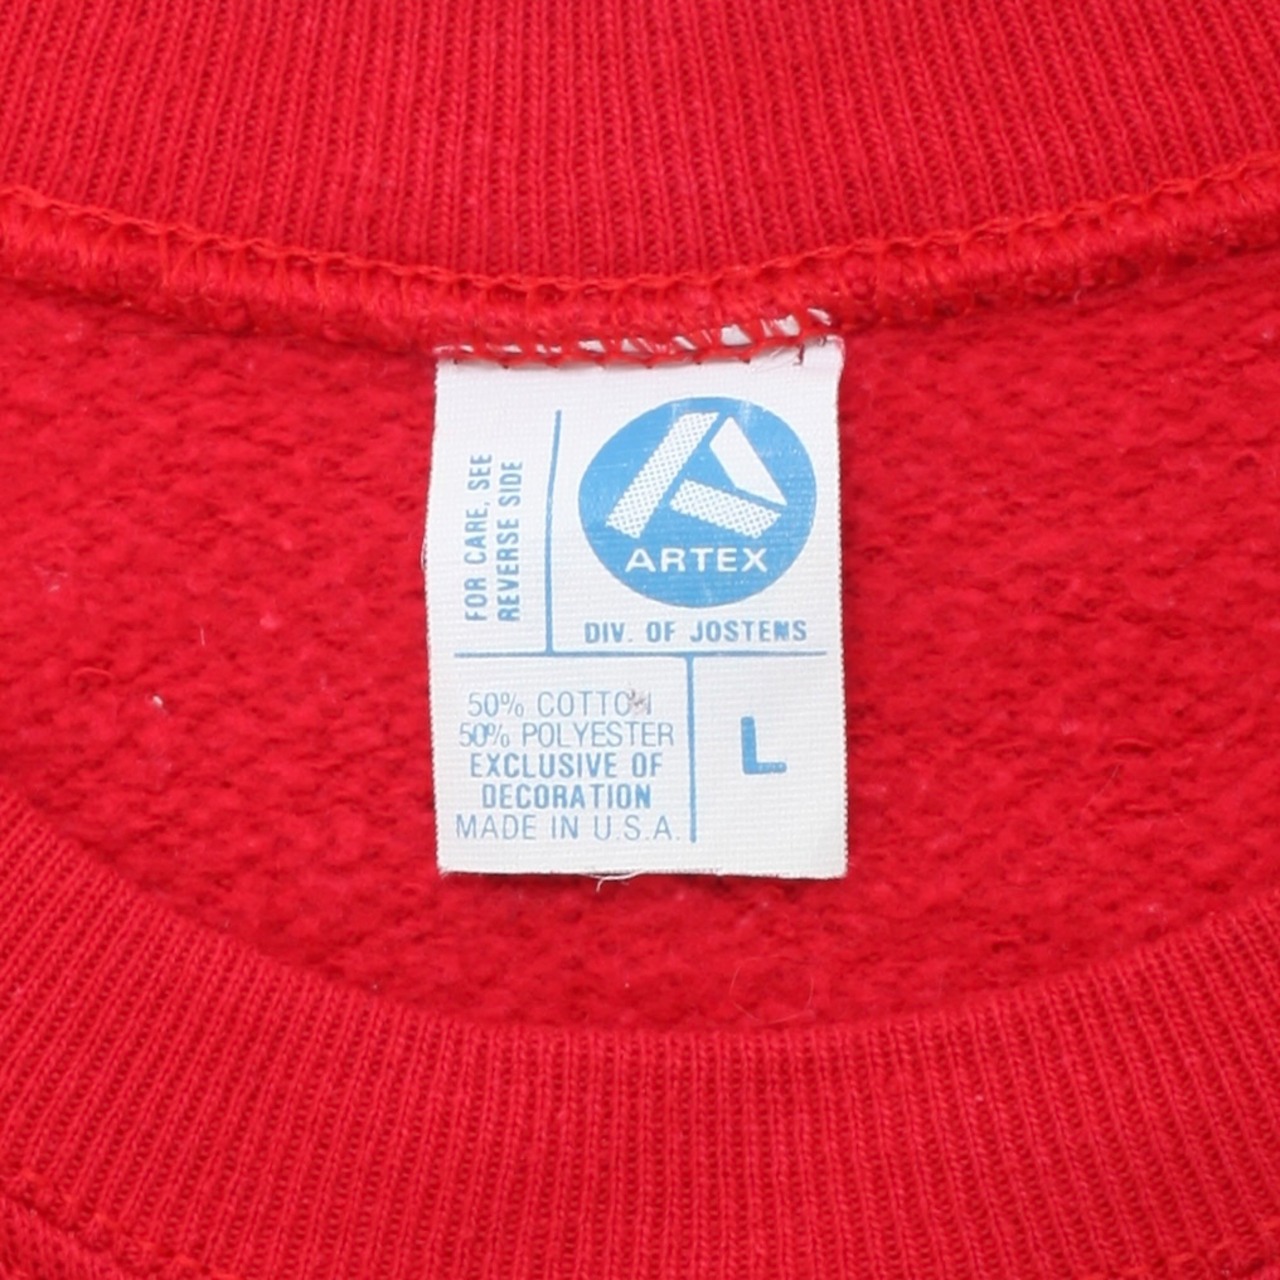 FOR CARE, SEE
REVERSE SIDE
ARTEX
DIV. OF JOSTENS
50% COTTON
50% POLYESTER
EXCLUSIVE OF
DECORATION
MADE IN U.S.A.
L